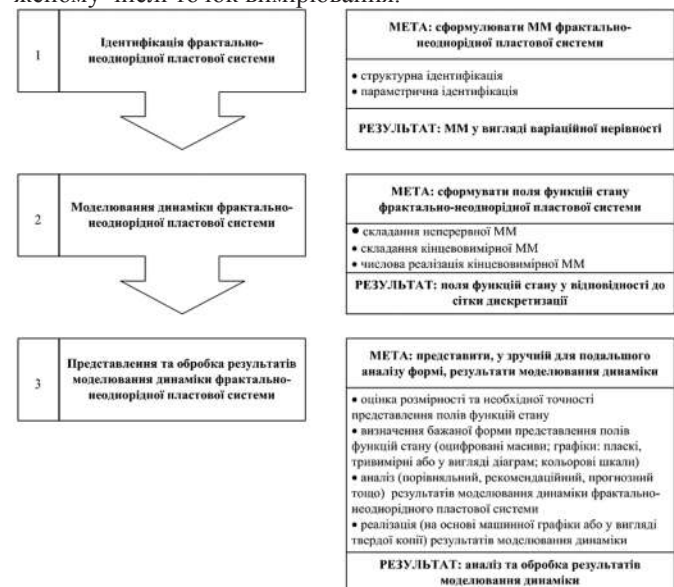 женому числі точок вимірювання.
1
Ідентифікація фрактально-
неоднорідної пластової системи
МЕТА: сформулювати ММ фрактально-
неоднорідної пластової системи
• структурна ідентифікація
• параметрична ідентифікація
РЕЗУЛЬТАТ: ММ у вигляді варіаційної нерівності
2
Моделювання динаміки фрактально-
неоднорідної пластової системи
МЕТА: сформувати поля функцій стану
фрактально-неоднорідної пластової системи
• складання неперервної ММ
• складання кінцевовимірної ММ
• числова реалізація кінцевовимірної ММ
РЕЗУЛЬТАТ: поля функцій стану у відповідності до
сітки дискретизації
3
Представлення та обробка результатів
моделювання динаміки фрактально-
неоднорідної пластової системи
МЕТА: представити, у зручній для подальшого
аналізу формі, результати моделювання динаміки
• оцінка розмірності та необхідної точності
представлення полів функцій стану
• визначення бажаної форми представлення полів
функцій стану (оцифровані масиви; графіки: пласкі,
тривимірні або у вигляді діаграм; кольорові шкали)
• аналіз (порівняльний, рекомендаційний, прогнозний
тощо) результатів моделювання динаміки фрактально-
неоднорідного пластової системи
• реалізація (на основі машинної графіки або у вигляді
твердої копії) результатів моделювання динаміки
РЕЗУЛЬТАТ: аналіз та обробка результатів
моделювання динаміки